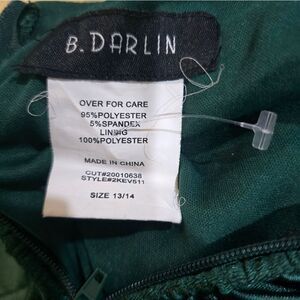 B. DARLIN
OVER FOR CARE
95%POLYESTER
5%SPANDEX
LINING
100%POLYESTER
MADE IN CHINA
CUT#20010638
STYLE#2KEV511
SIZE 13/14